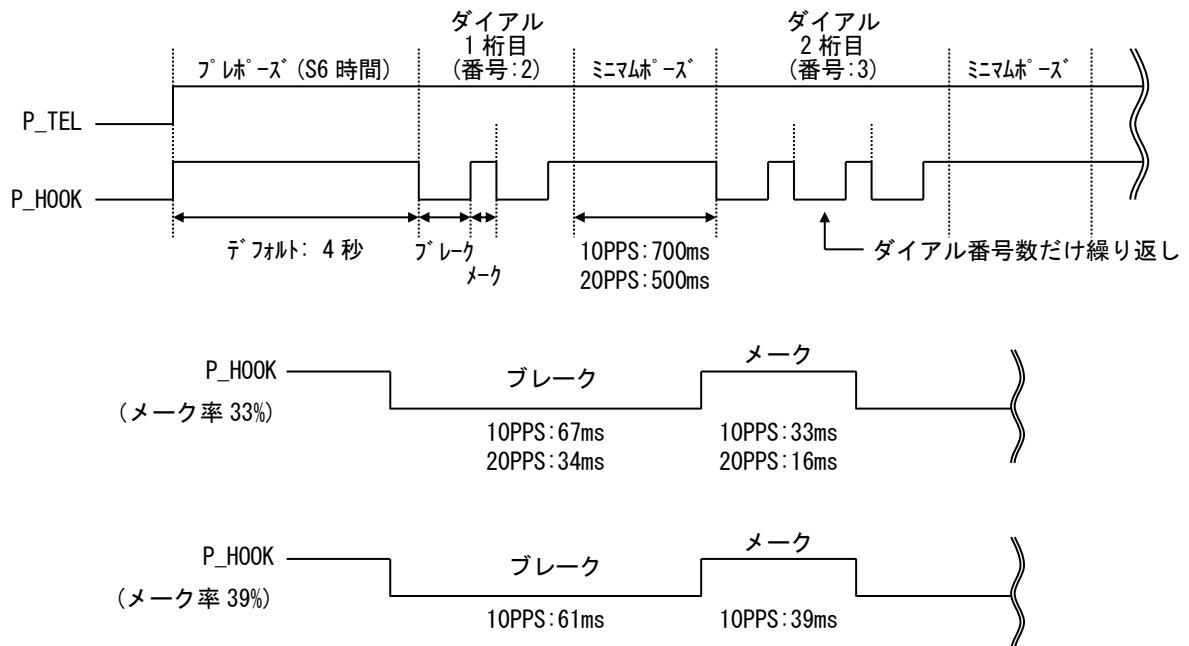 ダイアル
1 桁目
(番号:2)
ダイアル
2 桁目
(番号:3)
ﾌﾟﾚﾎﾟｰｽﾞ(S6 時間)
ﾐﾆﾏﾑﾎﾟｰｽﾞ
ﾐﾆﾏﾑﾎﾟｰｽﾞ
P_TEL
P_HOOK
ﾃﾞﾌｫﾙﾄ: 4 秒
ﾌﾞﾚｰｸ
ﾒｰｸ
10PPS:700ms
20PPS:500ms
ダイアル番号数だけ繰り返し
P_HOOK
(メーク率 33%)
ブレーク
メーク
10PPS:67ms
20PPS:34ms
10PPS:33ms
20PPS:16ms
P_HOOK
(メーク率 39%)
ブレーク
メーク
10PPS:61ms
10PPS:39ms